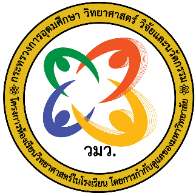 กระทรวงการอุดมศึกษา วิทยาศาสตร์ วิจัยและนวัตกรรม
วมว.
โครงการห้องเรียนวิทยาศาสตร์ในโรงเรียน โดยการกำกับดูแลของมหาวิทยาลัย